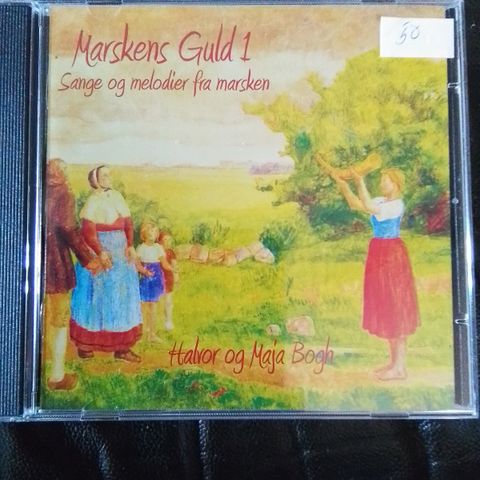 Marskens Guld 1
Sange og melodier fra marsken
50
Halvor og Maja Bogh